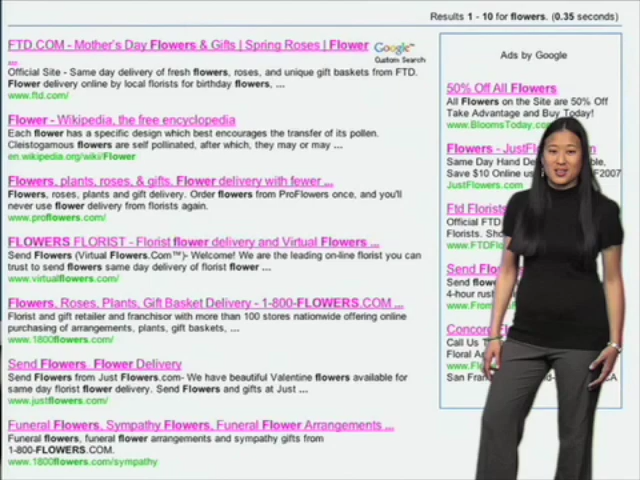 Results 1 - 10 for flowers. (0.35 seconds)
FTD.COM - Mother's Day Flowers & Gifts | Spring Roses | Flower
...
Google™
Custom Search
Official Site - Same day delivery of fresh flowers, roses, and unique gift baskets from FTD.
Flower delivery online by local florists for birthday flowers, ...
www.ftd.com/
Flower - Wikipedia, the free encyclopedia
Each flower has a specific design which best encourages the transfer of its pollen.
Cleistogamous flowers are self pollinated, after which, they may or may ...
en.wikipedia.org/wiki/Flower
Flowers, plants, roses, & gifts. Flower delivery with fewer ...
Flowers, roses, plants and gift delivery. Order flowers from ProFlowers once, and you'll
never use flower delivery from florists again.
www.proflowers.com/
FLOWERS FLORIST - Florist flower delivery and Virtual Flowers ...
Send Flowers (Virtual Flowers.Com™)- Welcome! We are the leading on-line florist you can
trust to send flowers same day delivery of florist flower ...
www.virtualflowers.com/
Flowers, Roses, Plants, Gift Basket Delivery - 1-800-FLOWERS.COM ...
Florist and gift retailer and franchisor with more than 100 stores nationwide offering online
purchasing of arrangements, plants, gift baskets, ...
www.1800flowers.com/
Send Flowers Flower Delivery
Send Flowers from Just Flowers.com- We have beautiful Valentine flowers available for
same day florist flower delivery. Send Flowers and gifts at Just ...
www.justflowers.com/
Funeral Flowers, Sympathy Flowers, Funeral Flower Arrangements ...
Funeral flowers, funeral flower arrangements and sympathy gifts from
1-800-FLOWERS.COM.
www.1800flowers.com/sympathy
Ads by Google
50% Off All Flowers
All Flowers on the Site are 50% Off
Take Advantage and Buy Today!
www.BloomsToday.co
Flowers - JustFl
Same Day Hand De
Save $10 Online us F2007
JustFlowers.com
Ftd Florists
Official FTD
Florists. Sh
www.FTDFl
Send Flo
Send flow
4-hour rus
www.From
Concor
Call Us T
Floral A
www.Fl
San Fran CA